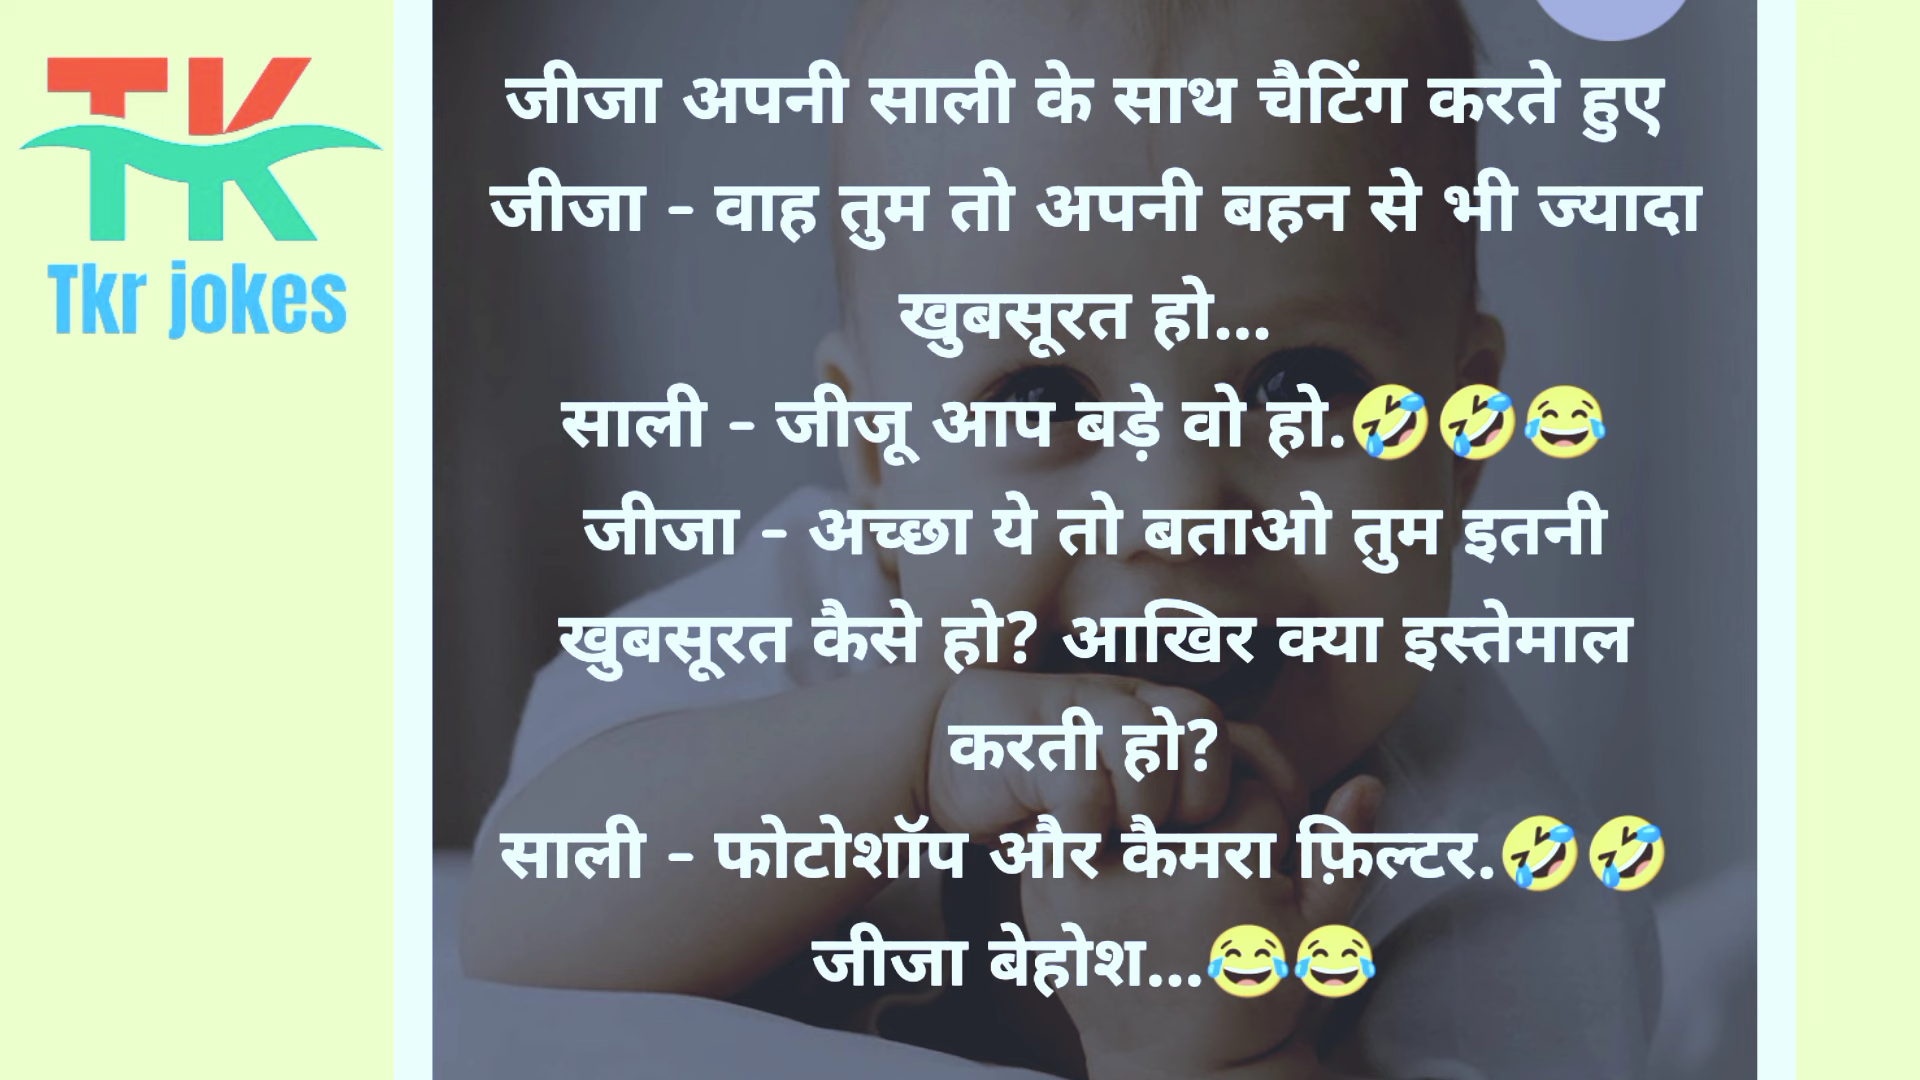 TK
Tkr jokes
जीजा अपनी साली के साथ चैटिंग करते हुए
जीजा - वाह तुम तो अपनी बहन से भी ज्यादा
खुबसूरत हो...
साली - जीजू आप बड़े वो हो.🤣🤣😂
जीजा - अच्छा ये तो बताओ तुम इतनी
खुबसूरत कैसे हो? आखिर क्या इस्तेमाल
करती हो?
साली - फोटोशॉप और कैमरा फ़िल्टर.🤣🤣
जीजा बेहोश...😂😂